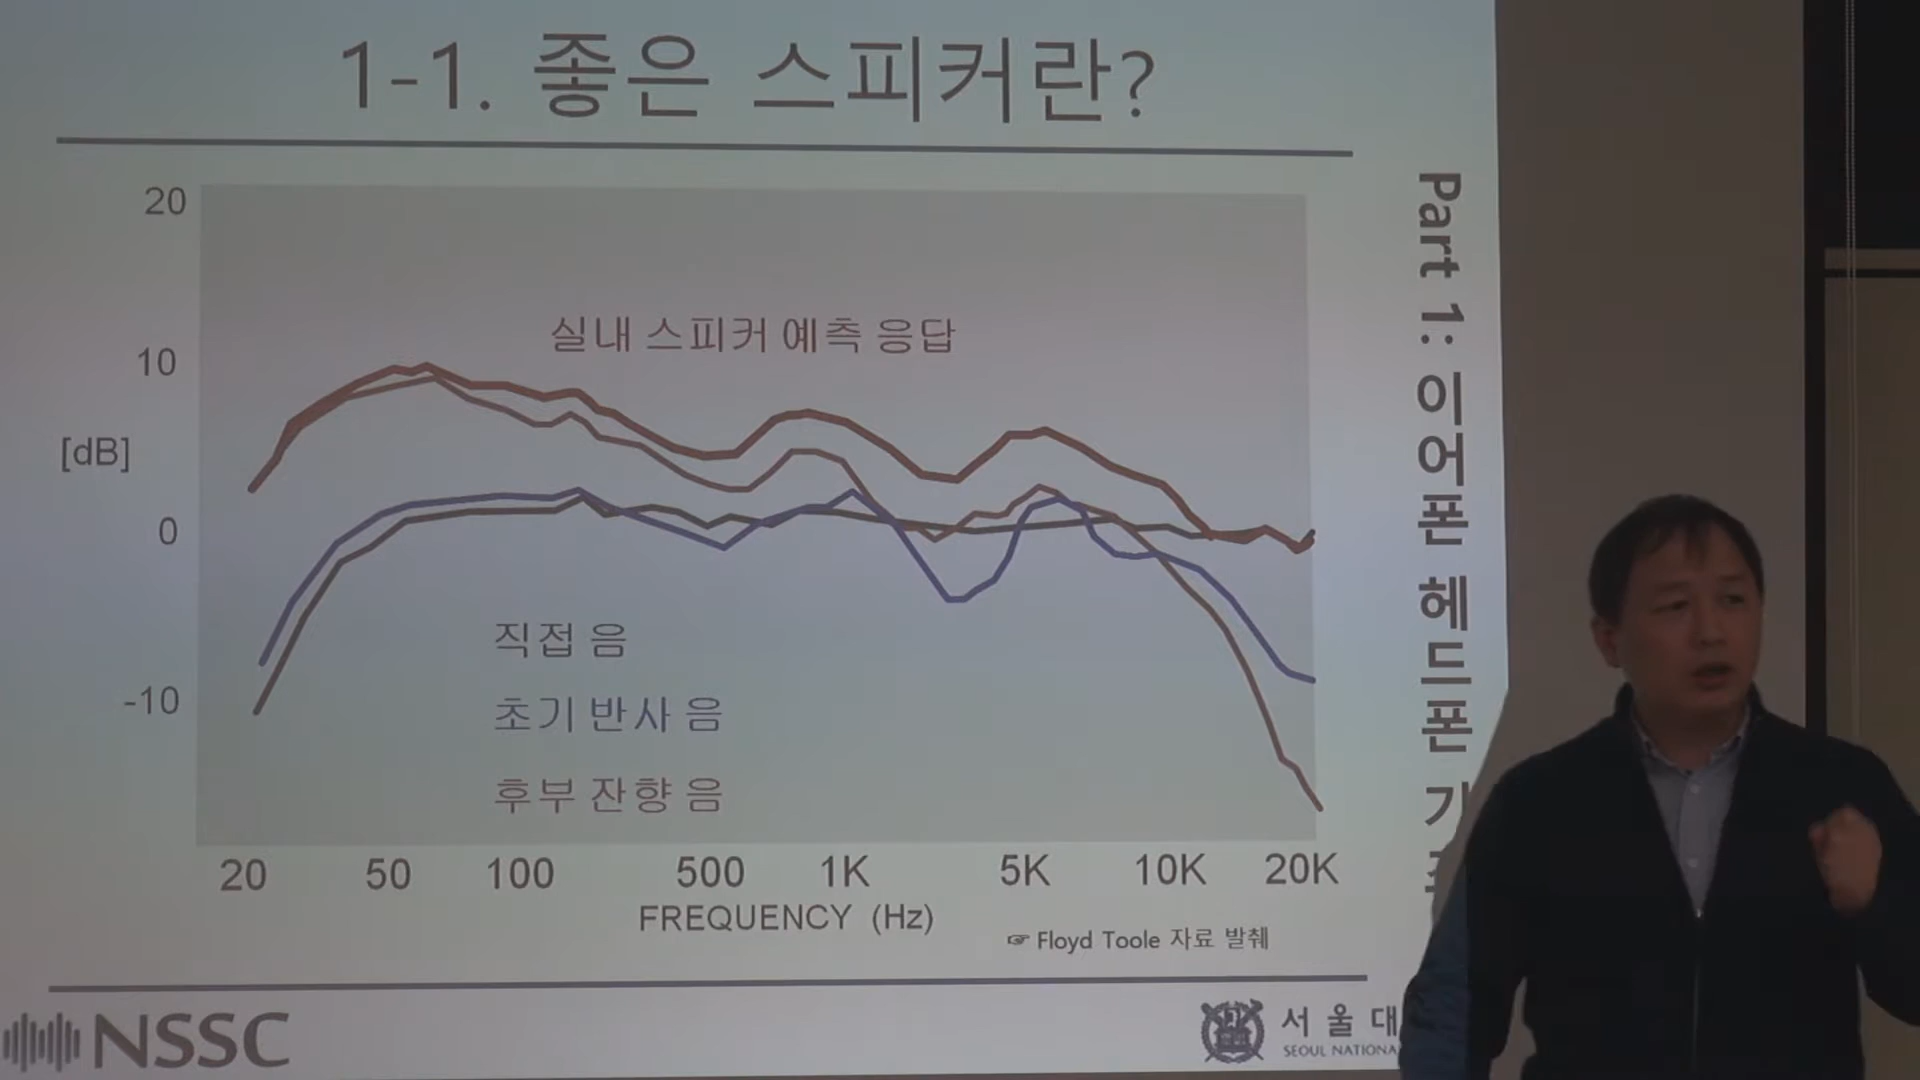 1-1. 좋은 스피커란?
20
10
[dB]
0
-10
실내 스피커 예측 응답
직접 음
초기 반사 음
후부 잔향 음
20 50 100 500 1K 5K 10K 20K
FREQUENCY (Hz)
☞ Floyd Toole 자료 발췌
Part 1: 이어폰 헤드폰
NSSC
서울대
SEOUL NATIONA